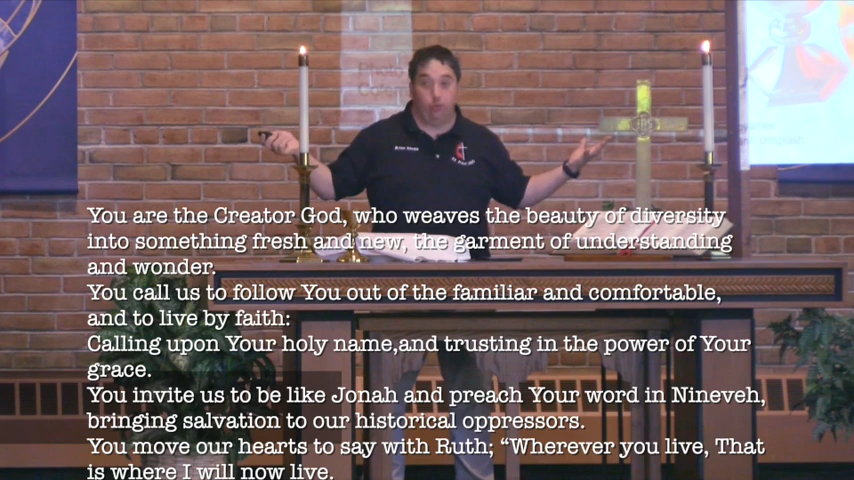 You are the Creator God, who weaves the beauty of diversity
into something fresh and new, the garment of understanding
and wonder.
You call us to follow You out of the familiar and comfortable,
and to live by faith:
Calling upon Your holy name,and trusting in the power of Your
grace.
You invite us to be like Jonah and preach Your word in Nineveh,
bringing salvation to our historical oppressors.
You move our hearts to say with Ruth; “Wherever you live, That
is where I will now live.